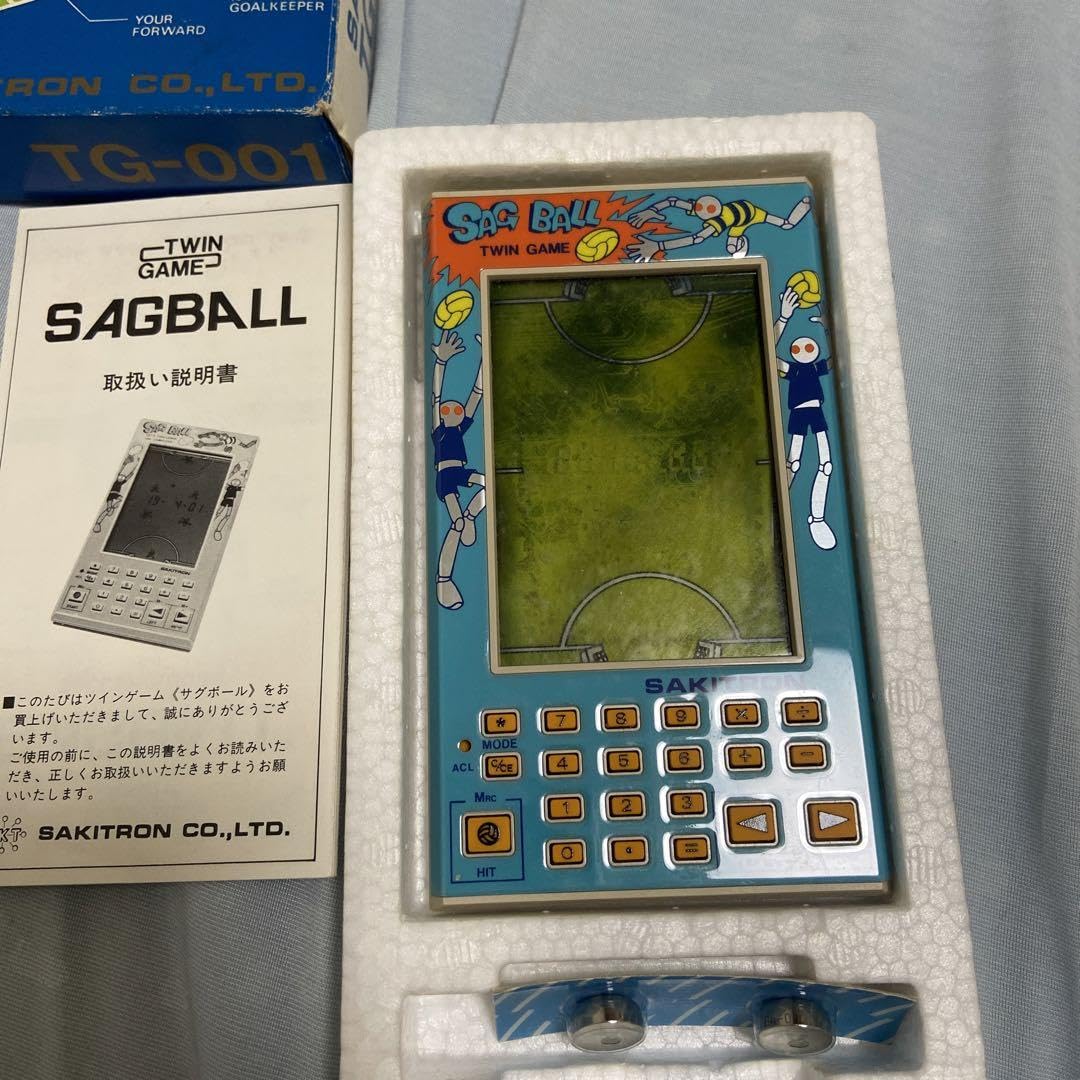 GOALKEEPER
YOUR
FORWARD
TRON CO.,LTD.
TG-001
TWIN
GAME
SAGBALL
取扱い説明書
SAG BALL
SAKITRON
■このたびはツインゲーム《サグボール》をお
買上げいただきまして、誠にありがとうござ
います。
ご使用の前に、この説明書をよくお読みいた
だき、正しくお取扱いいただきますようお願
いいたします。
SAKITRON CO.,LTD.
SAG BALL
TWIN GAME
SAKITRON
* 7 8 9 × ÷
MODE
ACL C/CE 4 5 6 + -
MRC
1 2 3
0 · =
HIT